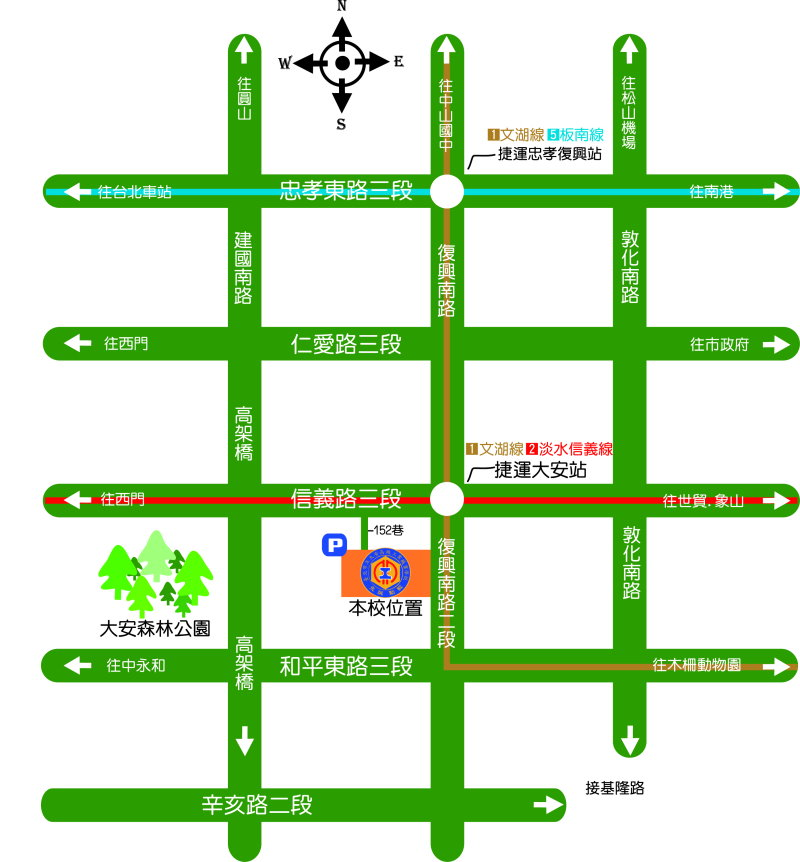 N
W
E
S
往圓山
往中山國中
往松山機場
1文湖線 5板南線
捷運忠孝復興站
往台北車站
忠孝東路三段
往南港
建國南路
復興南路
敦化南路
往西門
仁愛路三段
往市政府
高架橋
1文湖線 2淡水信義線
捷運大安站
往西門
信義路三段
往世貿.象山
152巷
P
本校位置
大安森林公園
復興南路二段
敦化南路
高架橋
往中永和
和平東路三段
往木柵動物園
接基隆路
辛亥路二段